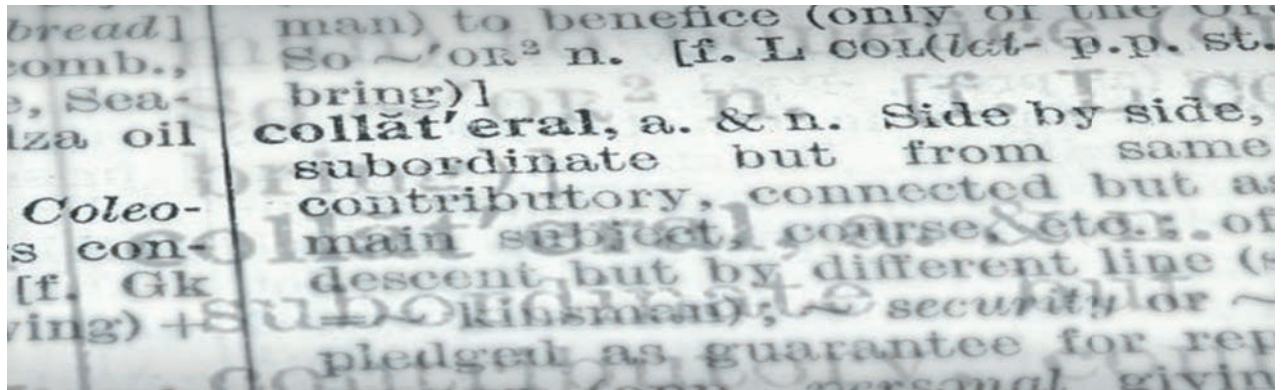 bread]
comb.,
Sea-
lza oil
Coleo-
s con-
[f. Gk
ving) +
man) to benefice (only of the
So ~'OR² n. [f. L COL(lat- p.p. st.
bring)]
collăt'eral, a. & n. Side by side,
subordinate but from same
contributory, connected but
main subject, course, etc.; of
descent but by different line
= ~ kinsman); ~ security or ~
pledged as guarantee for
personal